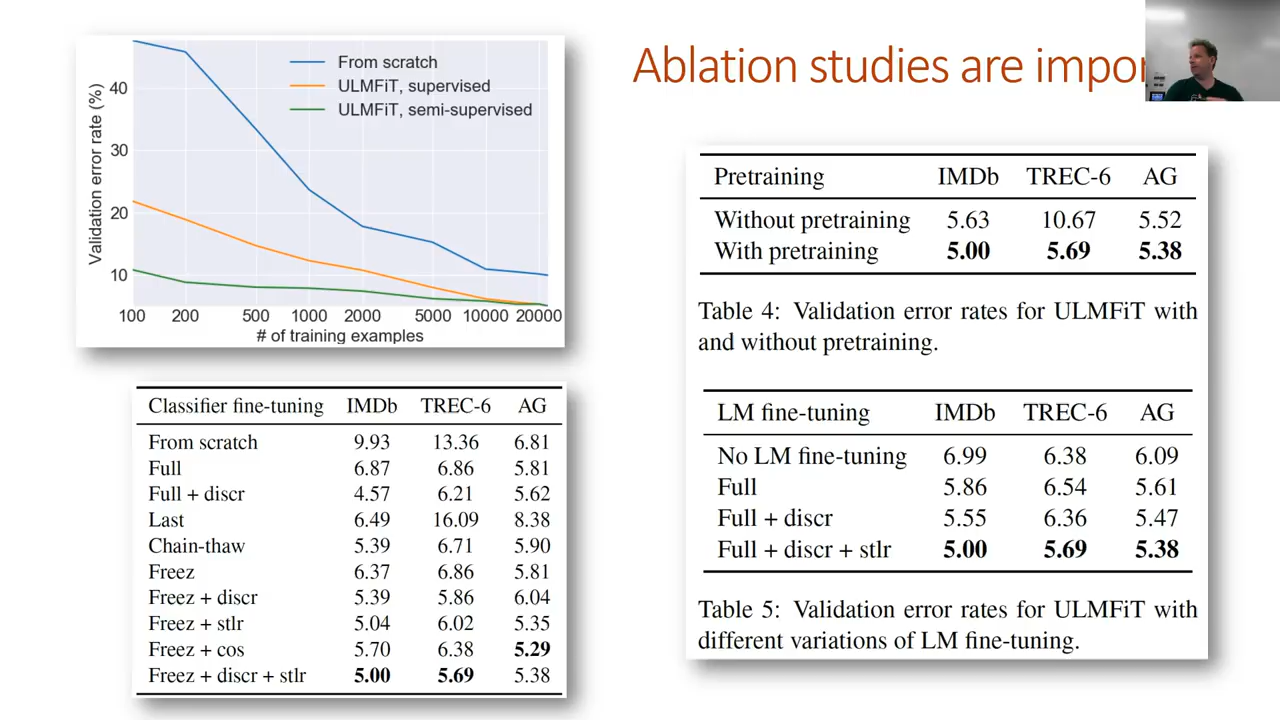 Ablation studies are impor
From scratch
ULMFiT, supervised
ULMFiT, semi-supervised
Validation error rate (%)
40
30
20
10
100 200 500 1000 2000 5000 10000 20000
# of training examples
Classifier fine-tuning IMDb TREC-6 AG
From scratch 9.93 13.36 6.81
Full 6.87 6.86 5.81
Full + discr 4.57 6.21 5.62
Last 6.49 16.09 8.38
Chain-thaw 5.39 6.71 5.90
Freez 6.37 6.86 5.81
Freez + discr 5.39 5.86 6.04
Freez + stlr 5.04 6.02 5.35
Freez + cos 5.70 6.38 5.29
Freez + discr + stlr 5.00 5.69 5.38
Pretraining IMDb TREC-6 AG
Without pretraining 5.63 10.67 5.52
With pretraining 5.00 5.69 5.38
Table 4: Validation error rates for ULMFiT with
and without pretraining.
LM fine-tuning IMDb TREC-6 AG
No LM fine-tuning 6.99 6.38 6.09
Full 5.86 6.54 5.61
Full + discr 5.55 6.36 5.47
Full + discr + stlr 5.00 5.69 5.38
Table 5: Validation error rates for ULMFiT with
different variations of LM fine-tuning.